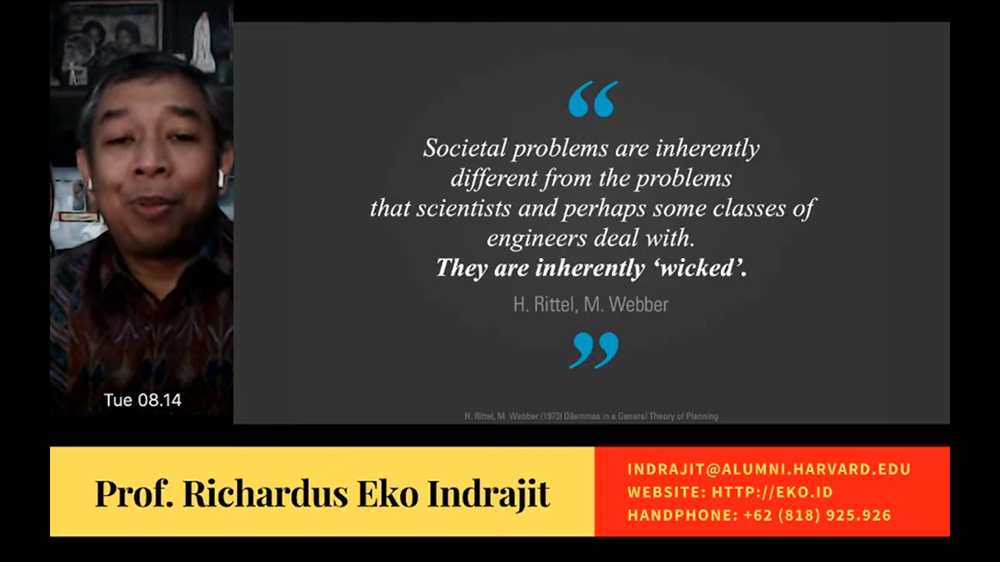 “
Societal problems are inherently
different from the problems
that scientists and perhaps some classes of
engineers deal with.
They are inherently ‘wicked’.
H. Rittel, M. Webber
”
H. Rittel, M. Webber (1973) Dilemmas in a General Theory of Planning
Tue 08.14
Prof. Richardus Eko Indrajit
INDRAJIT@ALUMNI.HARVARD.EDU
WEBSITE: HTTP://EKO.ID
HANDPHONE: +62 (818) 925.926